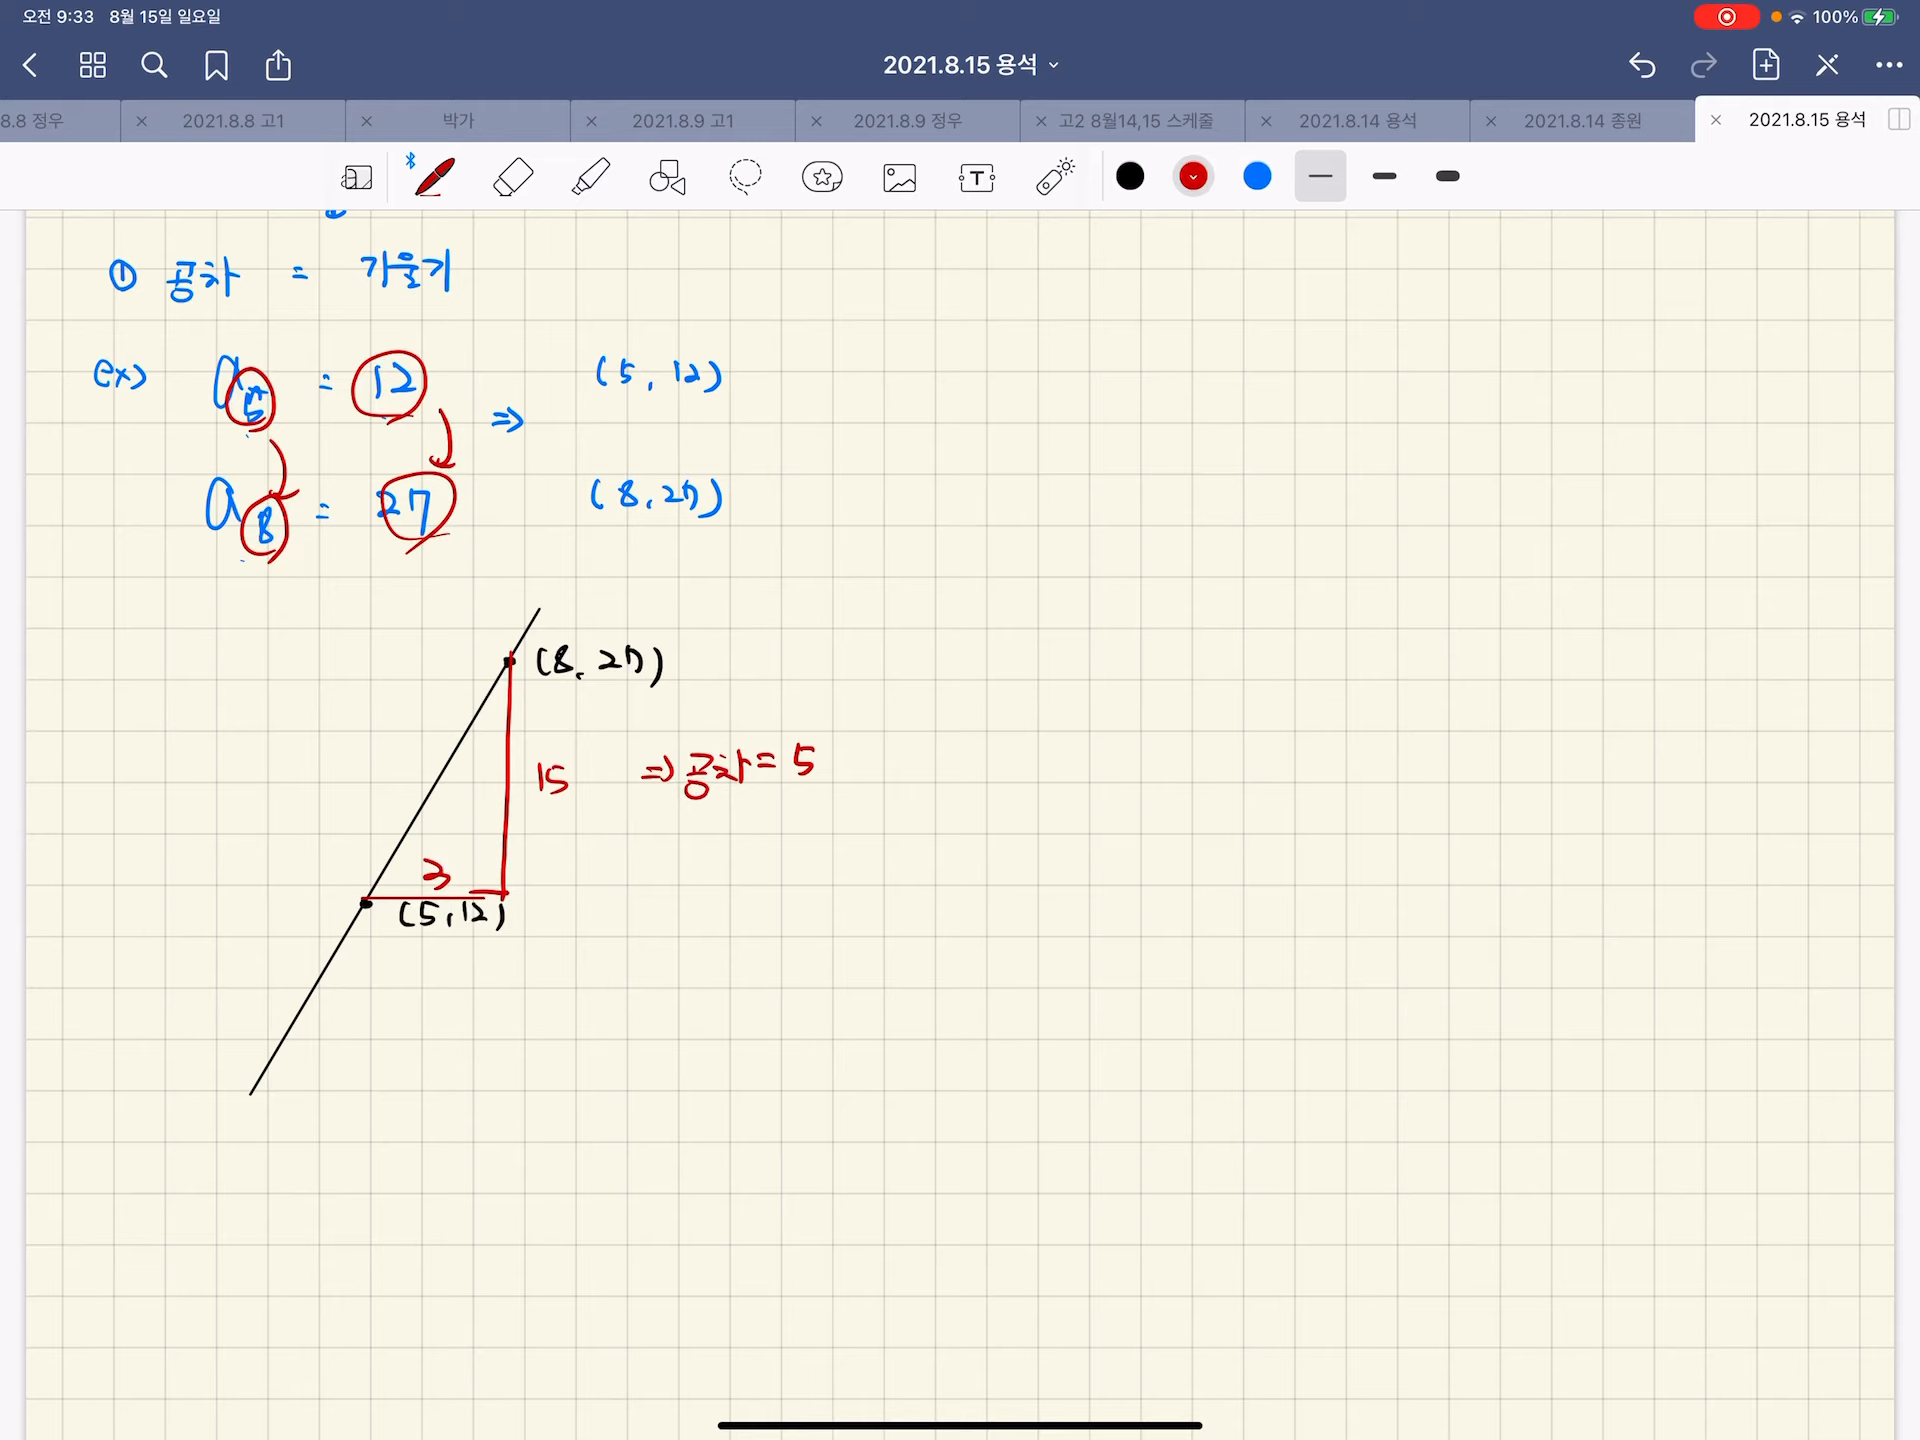 오전 9:33 8월 15일 일요일
100%
2021.8.15 용석
8.8 정우
2021.8.8 고1
박가
2021.8.9 고1
2021.8.9 정우
고2 8월14,15 스케줄
2021.8.14 용석
2021.8.14 종원
2021.8.15 용석
① 공차 = 기울기
ex) a5 = 12 ⇒ (5, 12)
a8 = 27 (8, 27)
(8, 27)
15 ⇒ 공차 = 5
3
(5, 12)